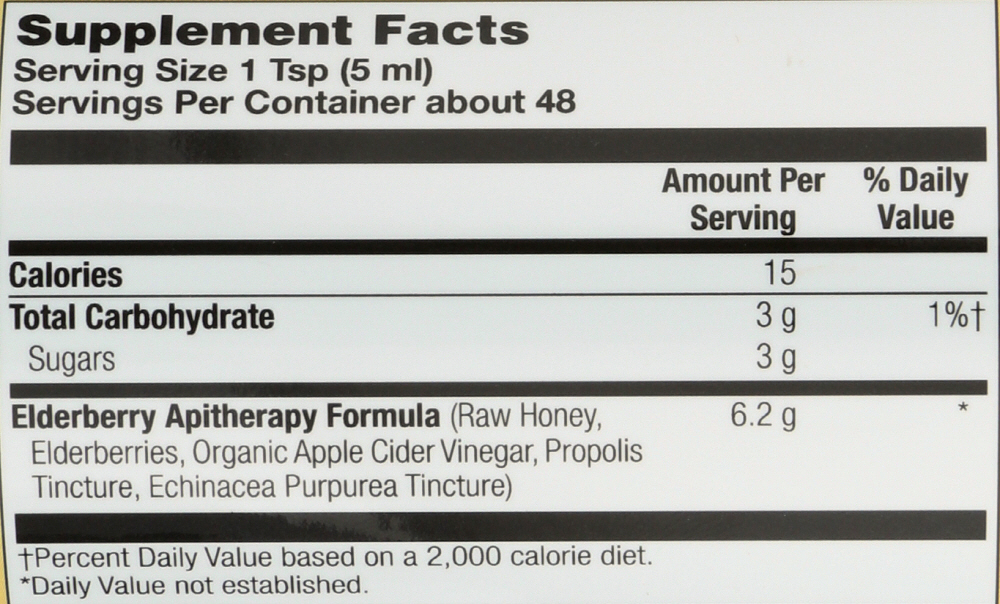 Supplement Facts
Serving Size 1 Tsp (5 ml)
Servings Per Container about 48
Amount Per % Daily
Serving Value
Calories 15
Total Carbohydrate 3 g 1%†
Sugars 3 g
Elderberry Apitherapy Formula (Raw Honey, 6.2 g *
Elderberries, Organic Apple Cider Vinegar, Propolis
Tincture, Echinacea Purpurea Tincture)
†Percent Daily Value based on a 2,000 calorie diet.
*Daily Value not established.